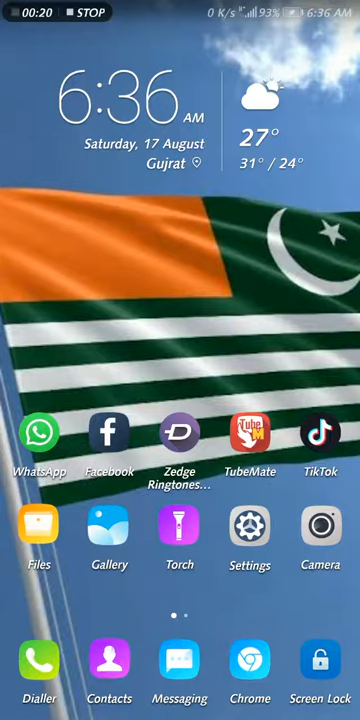 00:20 STOP
0 K/s H 93% 6:36 AM
6:36 AM
Saturday, 17 August
Gujrat
27°
31° / 24°
WhatsApp Facebook Zedge Ringtones... TubeMate TikTok
Files Gallery Torch Settings Camera
Dialler Contacts Messaging Chrome Screen Lock